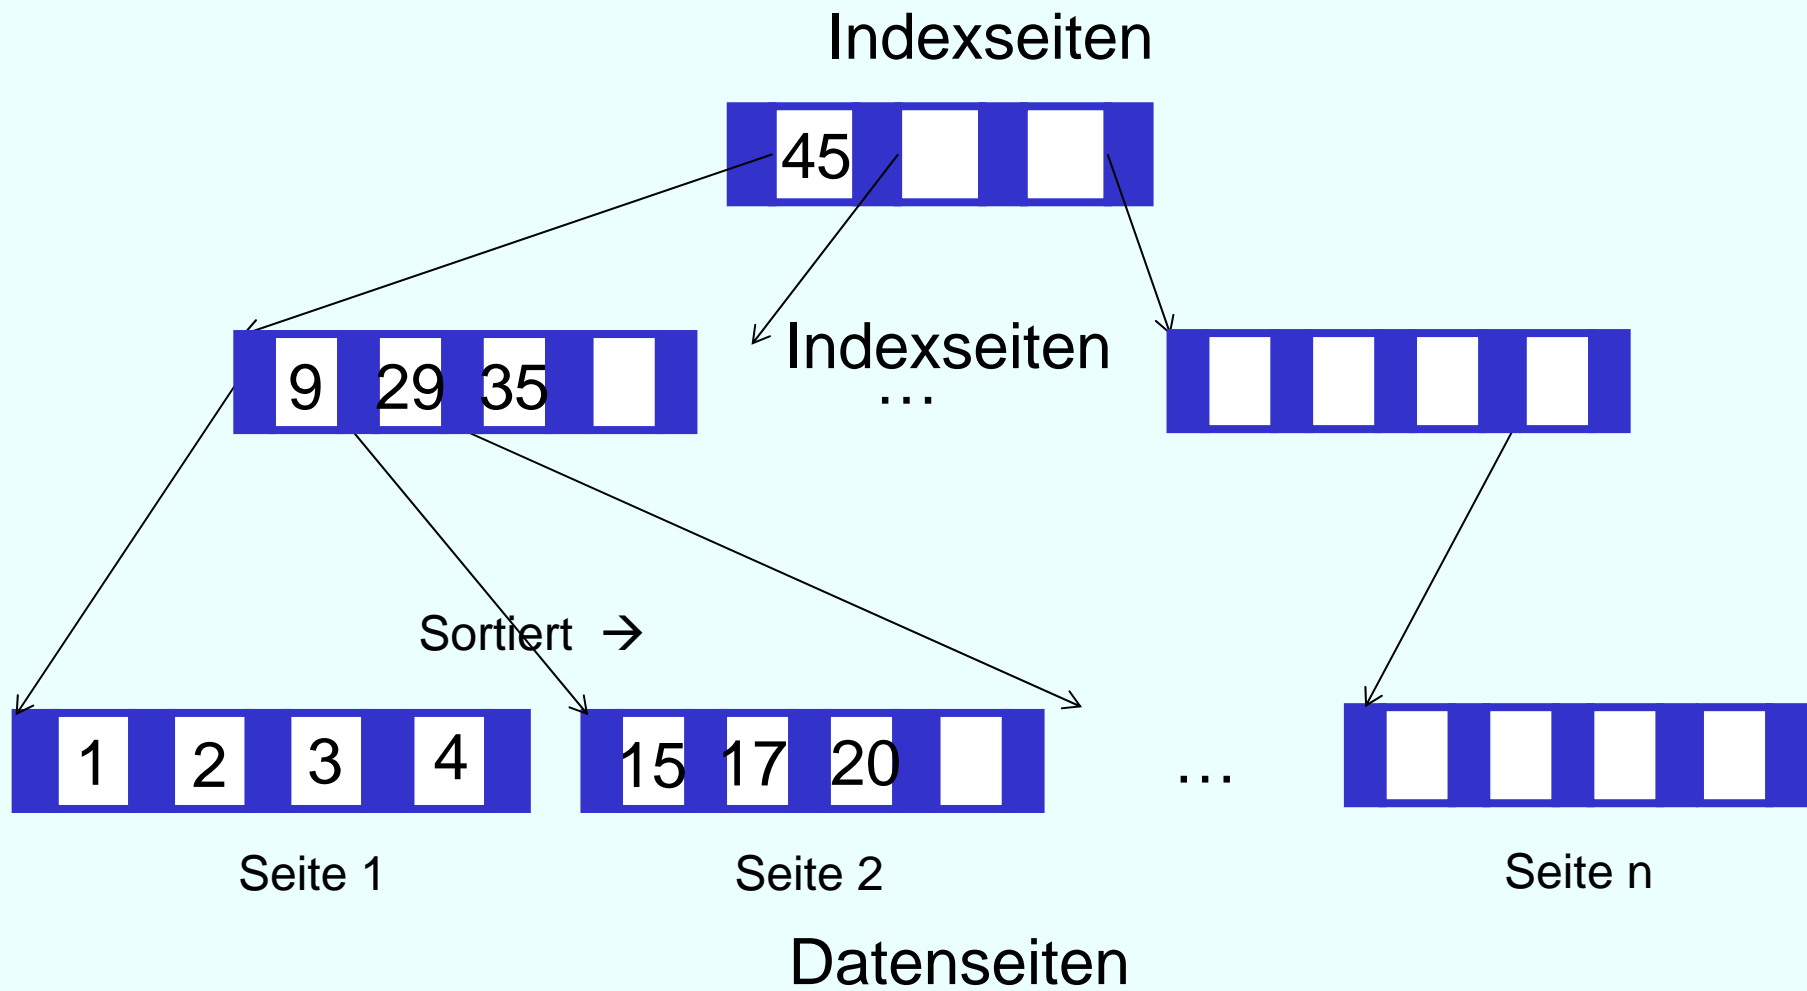 Indexseiten
45
Indexseiten
9 29 35
…
Sortiert →
1 2 3 4
15 17 20
…
Seite 1
Seite 2
Seite n
Datenseiten